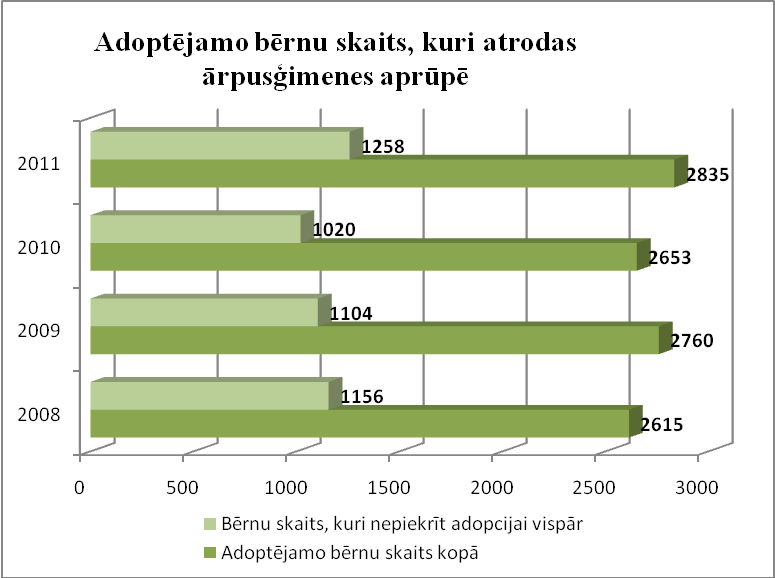 Adoptējamo bērnu skaits, kuri atrodas
ārpusģimenes aprūpē
2011
1258
2835
2010
1020
2653
2009
1104
2760
2008
1156
2615
0 500 1000 1500 2000 2500 3000
Bērnu skaits, kuri nepiekrīt adopcijai vispār
Adoptējamo bērnu skaits kopā